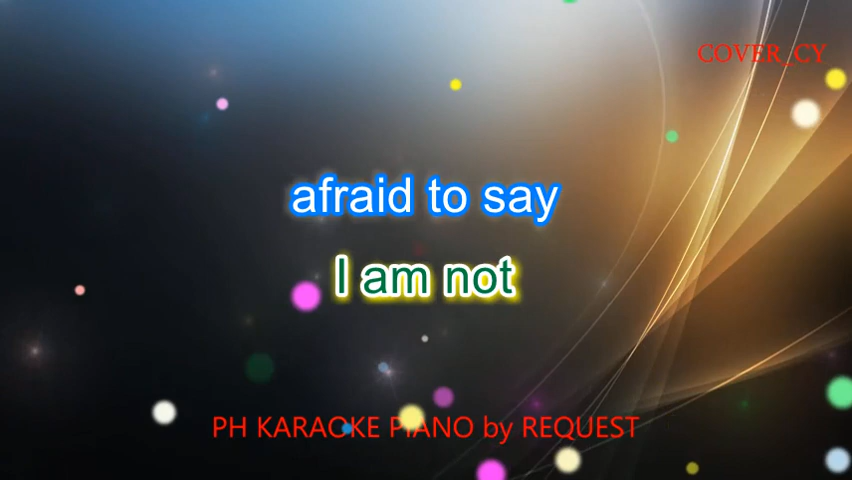 COVER_CY
afraid to say
I am not
PH KARAOKE PIANO by REQUEST